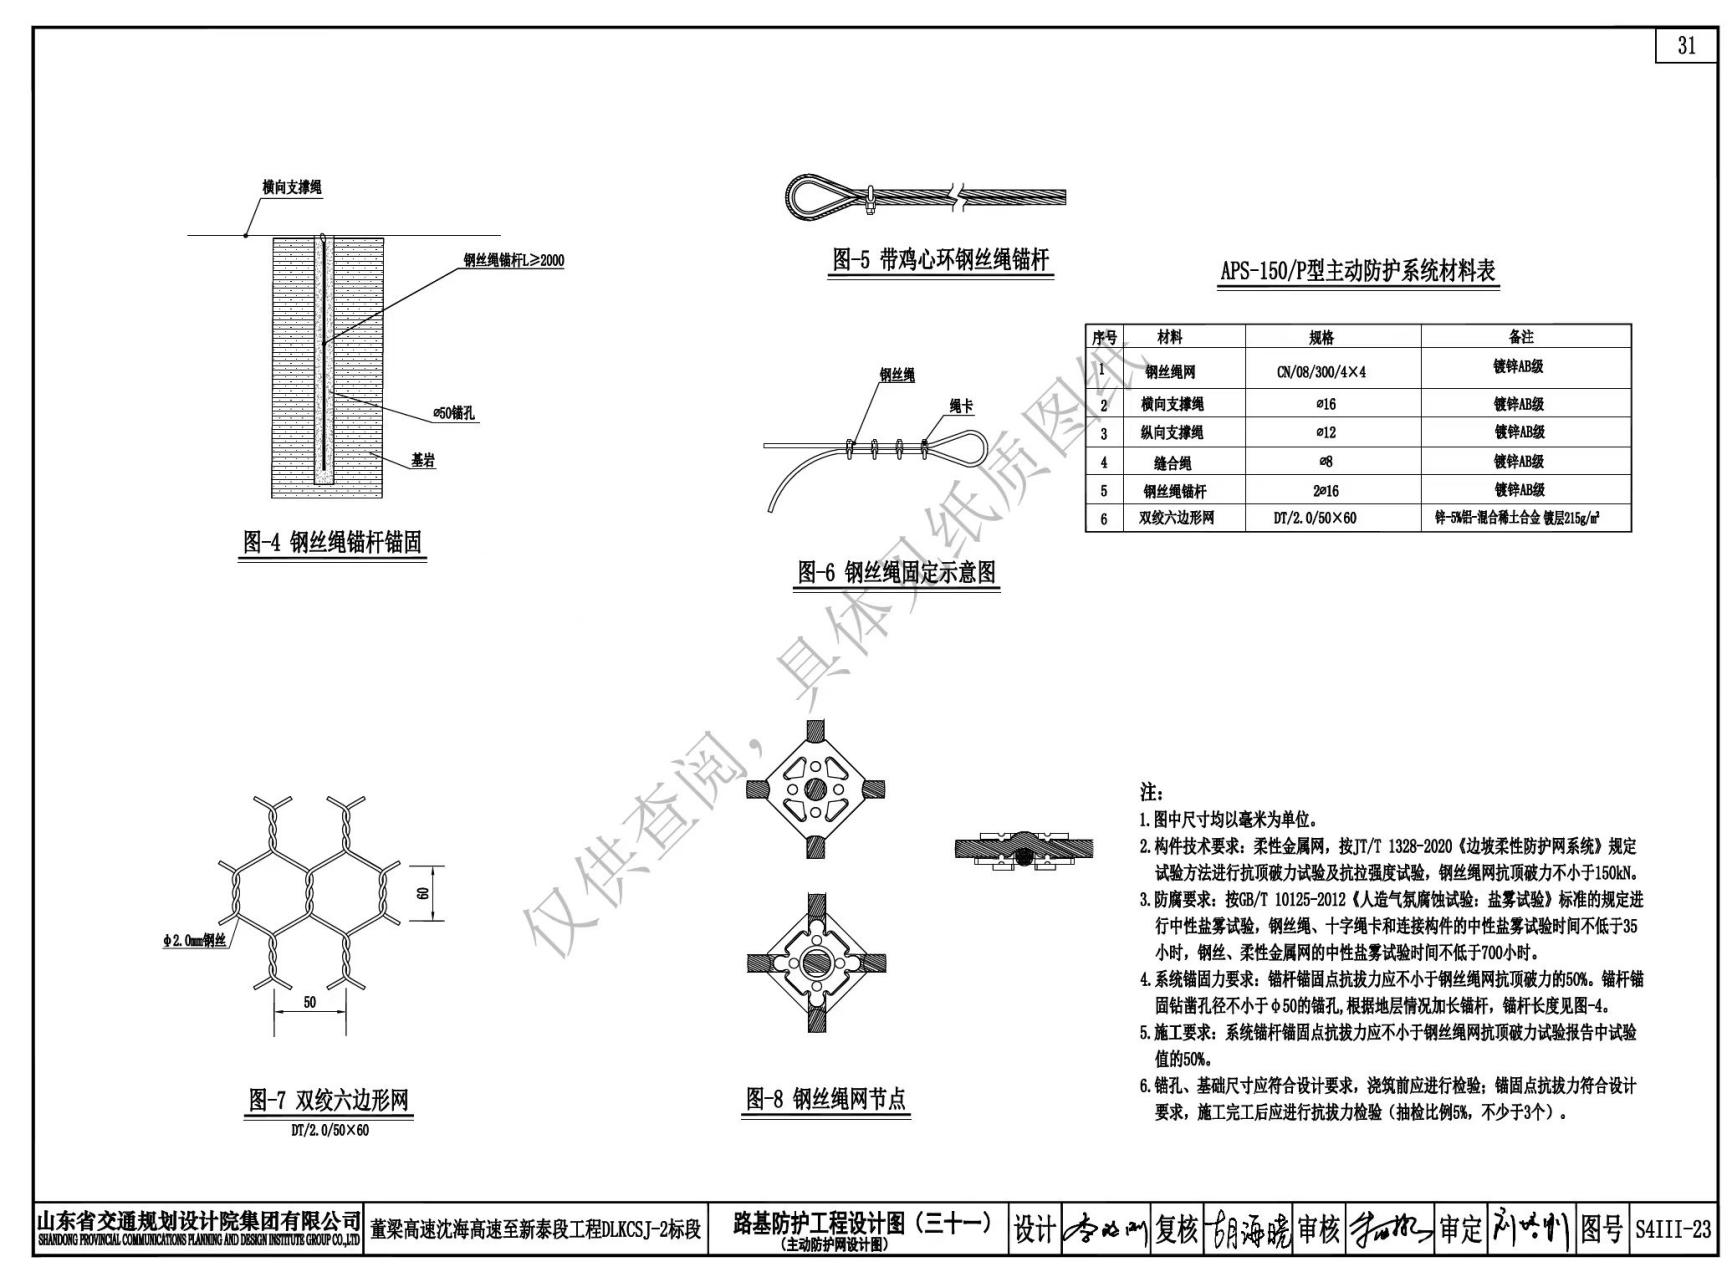 31
横向支撑绳
钢丝绳锚杆L≥2000
⌀50锚孔
基岩
图-4 钢丝绳锚杆锚固
图-5 带鸡心环钢丝绳锚杆
钢丝绳
绳卡
图-6 钢丝绳固定示意图
APS-150/P型主动防护系统材料表
序号 材料 规格 备注
1 钢丝绳网 CN/08/300/4×4 镀锌AB级
2 横向支撑绳 ⌀16 镀锌AB级
3 纵向支撑绳 ⌀12 镀锌AB级
4 缝合绳 ⌀8 镀锌AB级
5 钢丝绳锚杆 2⌀16 镀锌AB级
6 双绞六边形网 DT/2.0/50×60 锌-5%铝-混合稀土合金 镀层215g/㎡
仅供查阅，具体见纸质图纸
φ2.0mm钢丝
60
50
图-7 双绞六边形网
DT/2.0/50×60
图-8 钢丝绳网节点
注：
1.图中尺寸均以毫米为单位。
2.构件技术要求：柔性金属网，按JT/T 1328-2020《边坡柔性防护网系统》规定
试验方法进行抗顶破力试验及抗拉强度试验，钢丝绳网抗顶破力不小于150kN。
3.防腐要求：按GB/T 10125-2012《人造气氛腐蚀试验：盐雾试验》标准的规定进
行中性盐雾试验，钢丝绳、十字绳卡和连接构件的中性盐雾试验时间不低于35
小时，钢丝、柔性金属网的中性盐雾试验时间不低于700小时。
4.系统锚固力要求：锚杆锚固点抗拔力应不小于钢丝绳网抗顶破力的50%。锚杆锚
固钻凿孔径不小于φ50的锚孔,根据地层情况加长锚杆，锚杆长度见图-4。
5.施工要求：系统锚杆锚固点抗拔力应不小于钢丝绳网抗顶破力试验报告中试验
值的50%。
6.锚孔、基础尺寸应符合设计要求，浇筑前应进行检验；锚固点抗拔力符合设计
要求，施工完工后应进行抗拔力检验（抽检比例5%，不少于3个）。
山东省交通规划设计院集团有限公司
SHANDONG PROVINCIAL COMMUNICATIONS PLANNING AND DESIGN INSTITUTE GROUP CO.,LTD
董梁高速沈海高速至新泰段工程DLKCSJ-2标段
路基防护工程设计图（三十一）
（主动防护网设计图）
设计 复核 胡海晓 审核 审定 图号 S4III-23